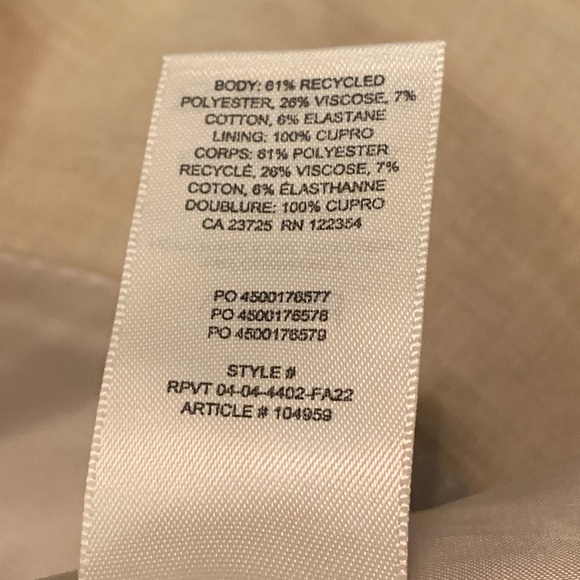 BODY: 61% RECYCLED
POLYESTER, 26% VISCOSE, 7%
COTTON, 6% ELASTANE
LINING: 100% CUPRO
CORPS: 61% POLYESTER
RECYCLÉ, 26% VISCOSE, 7%
COTON, 6% ÉLASTHANNE
DOUBLURE: 100% CUPRO
CA 23725 RN 122354
PO 4500176577
PO 4500176578
PO 4500176579
STYLE #
RPVT 04-04-4402-FA22
ARTICLE # 104959